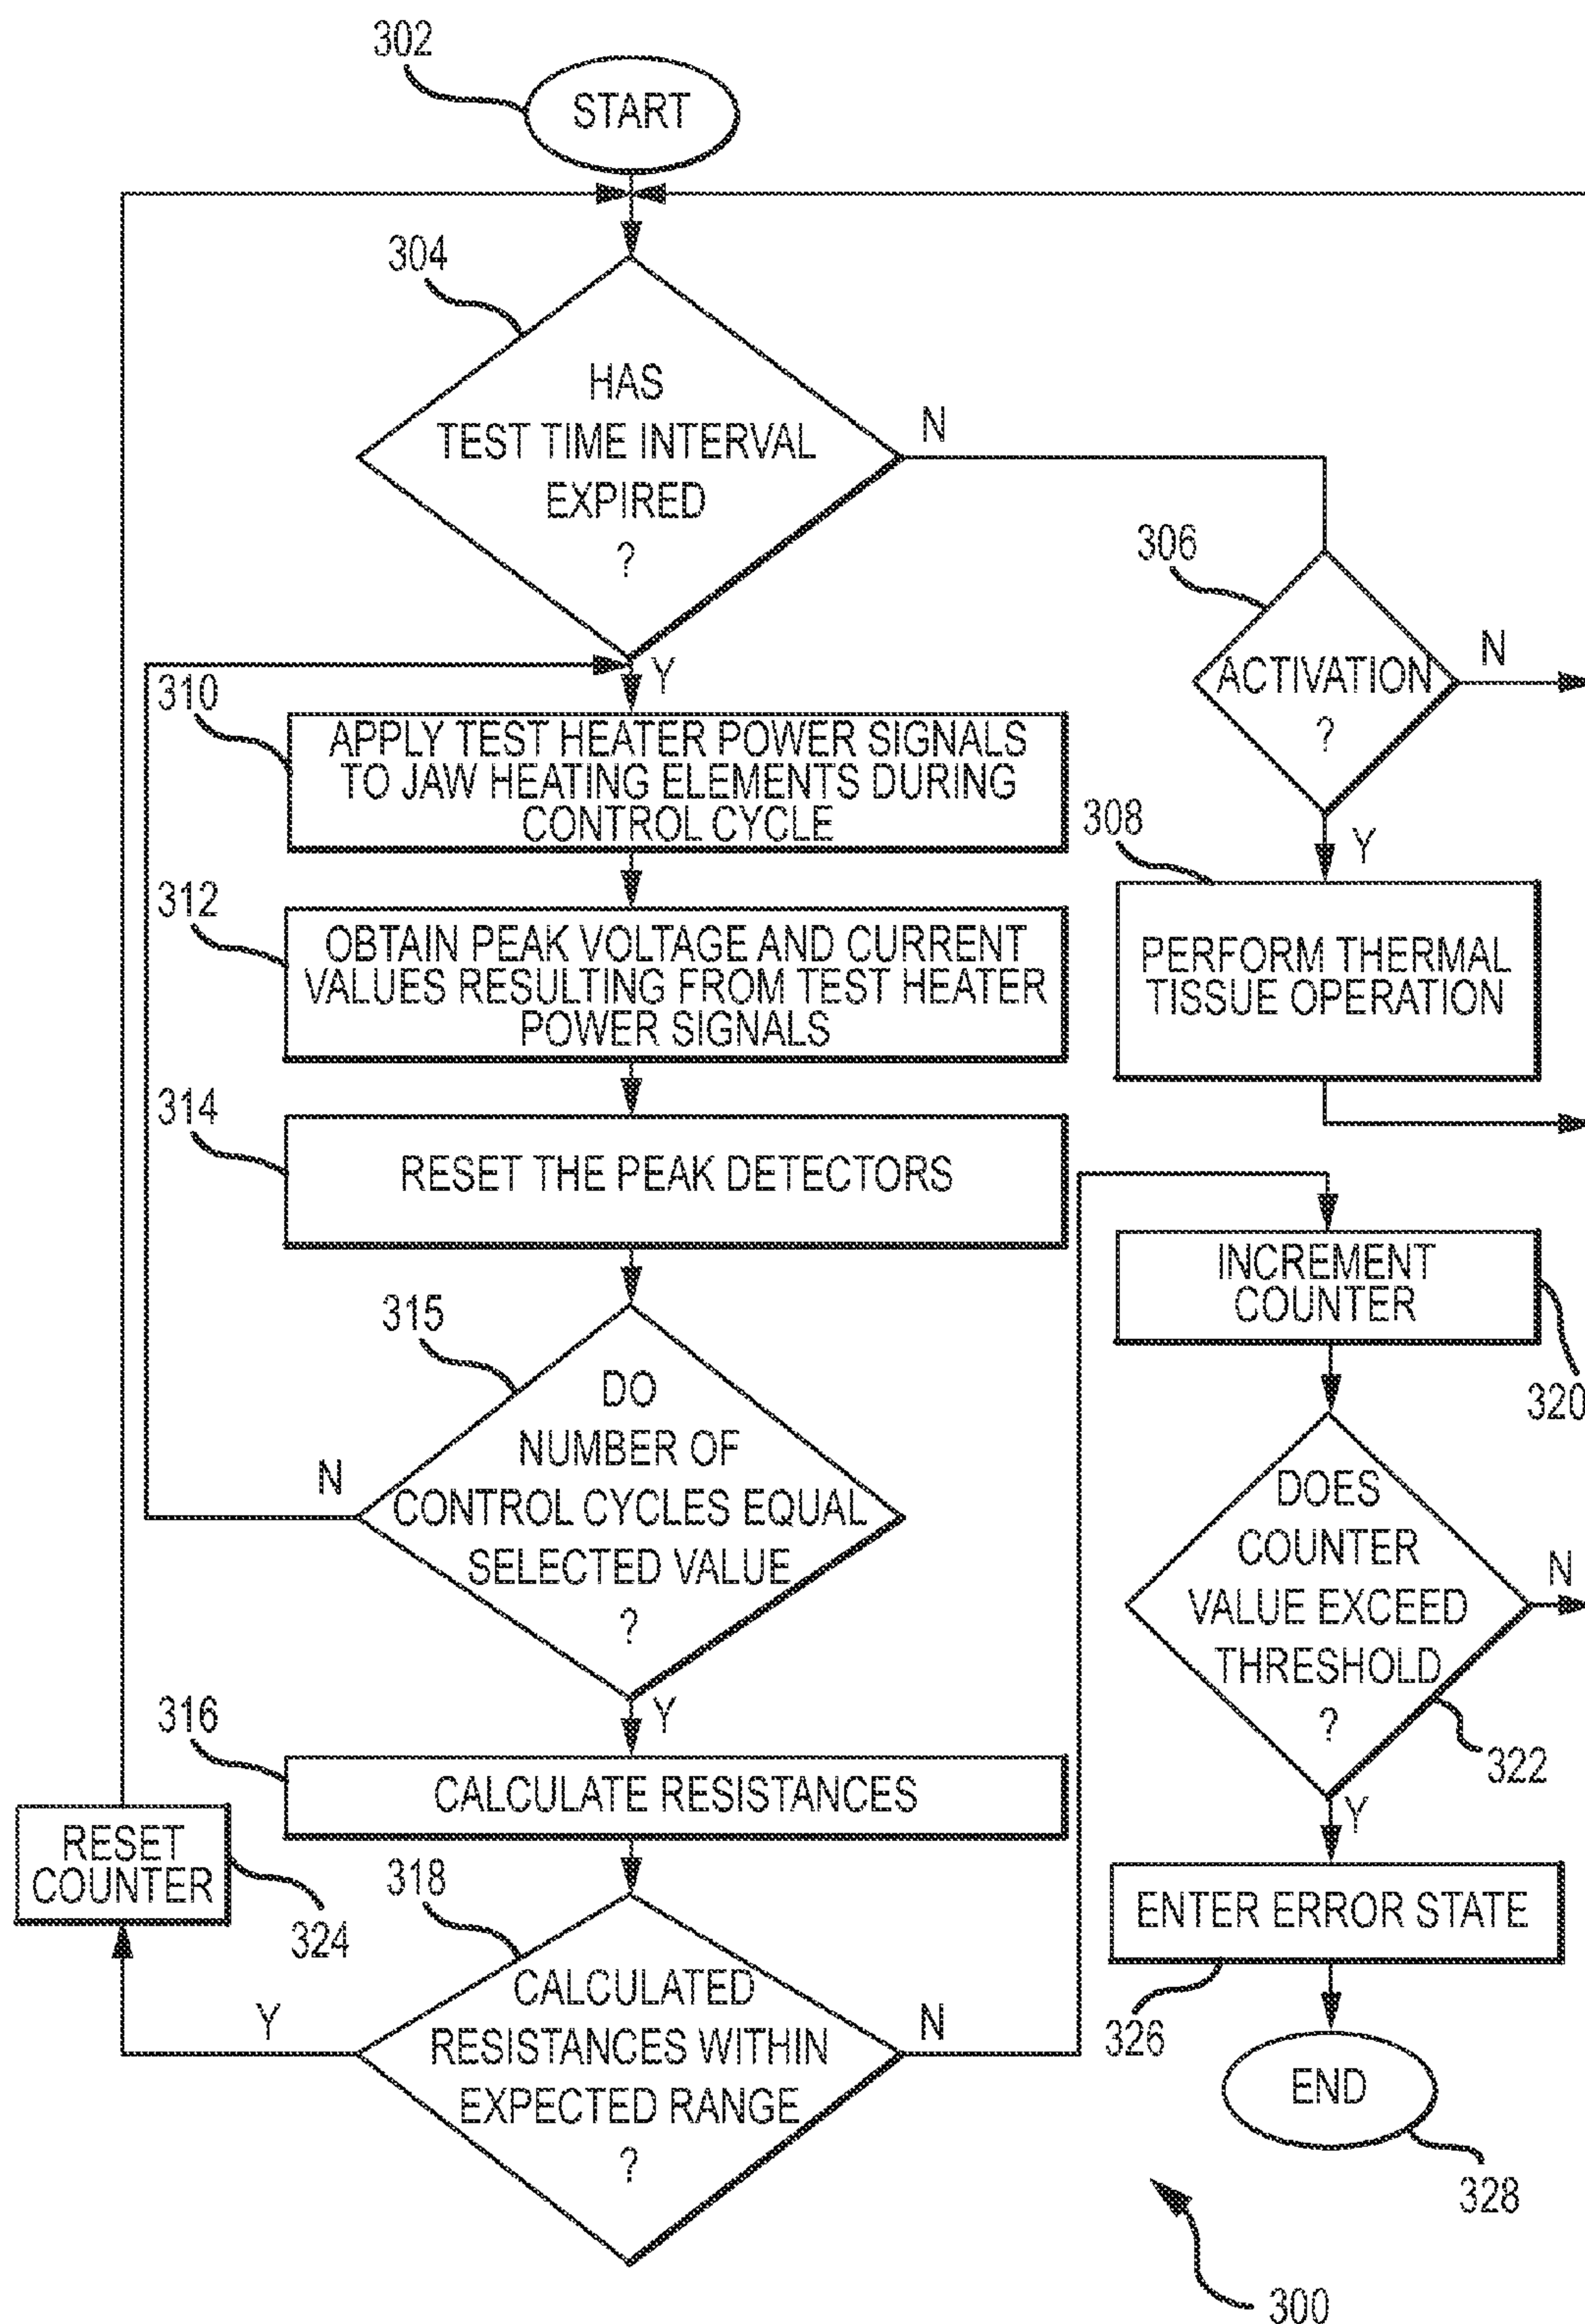 302
START
304
HAS
TEST TIME INTERVAL
EXPIRED
?
N
Y
306
ACTIVATION
?
N
Y
308
PERFORM THERMAL
TISSUE OPERATION
310
APPLY TEST HEATER POWER SIGNALS
TO JAW HEATING ELEMENTS DURING
CONTROL CYCLE
312
OBTAIN PEAK VOLTAGE AND CURRENT
VALUES RESULTING FROM TEST HEATER
POWER SIGNALS
314
RESET THE PEAK DETECTORS
315
DO
NUMBER OF
CONTROL CYCLES EQUAL
SELECTED VALUE
?
N
Y
316
CALCULATE RESISTANCES
318
CALCULATED
RESISTANCES WITHIN
EXPECTED RANGE
?
Y
N
RESET
COUNTER
324
INCREMENT
COUNTER
320
DOES
COUNTER
VALUE EXCEED
THRESHOLD
?
N
322
Y
ENTER ERROR STATE
326
END
328
300